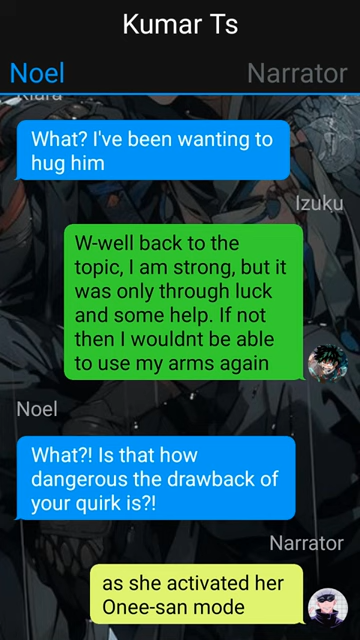 Kumar Ts
Noel
Narrator
Kiara
What? I've been wanting to
hug him
Izuku
W-well back to the
topic, I am strong, but it
was only through luck
and some help. If not
then I wouldnt be able
to use my arms again
Noel
What?! Is that how
dangerous the drawback of
your quirk is?!
Narrator
as she activated her
Onee-san mode